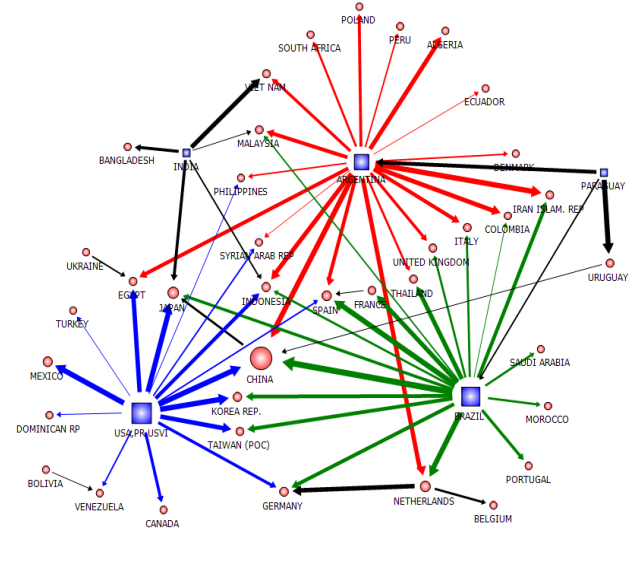 POLAND
PERU
SOUTH AFRICA
ALGERIA
VIET NAM
ECUADOR
MALAYSIA
BANGLADESH
INDIA
DENMARK
ARGENTINA
PARAGUAY
PHILIPPINES
IRAN ISLAM. REP
COLOMBIA
ITALY
SYRIAN ARAB REP
UNITED KINGDOM
UKRAINE
URUGUAY
EGYPT
JAPAN
INDONESIA
SPAIN
FRANCE
THAILAND
TURKEY
SAUDI ARABIA
MEXICO
CHINA
KOREA REP.
BRAZIL
MOROCCO
DOMINICAN RP
USA,PR,USVI
TAIWAN (POC)
BOLIVIA
PORTUGAL
VENEZUELA
GERMANY
NETHERLANDS
CANADA
BELGIUM